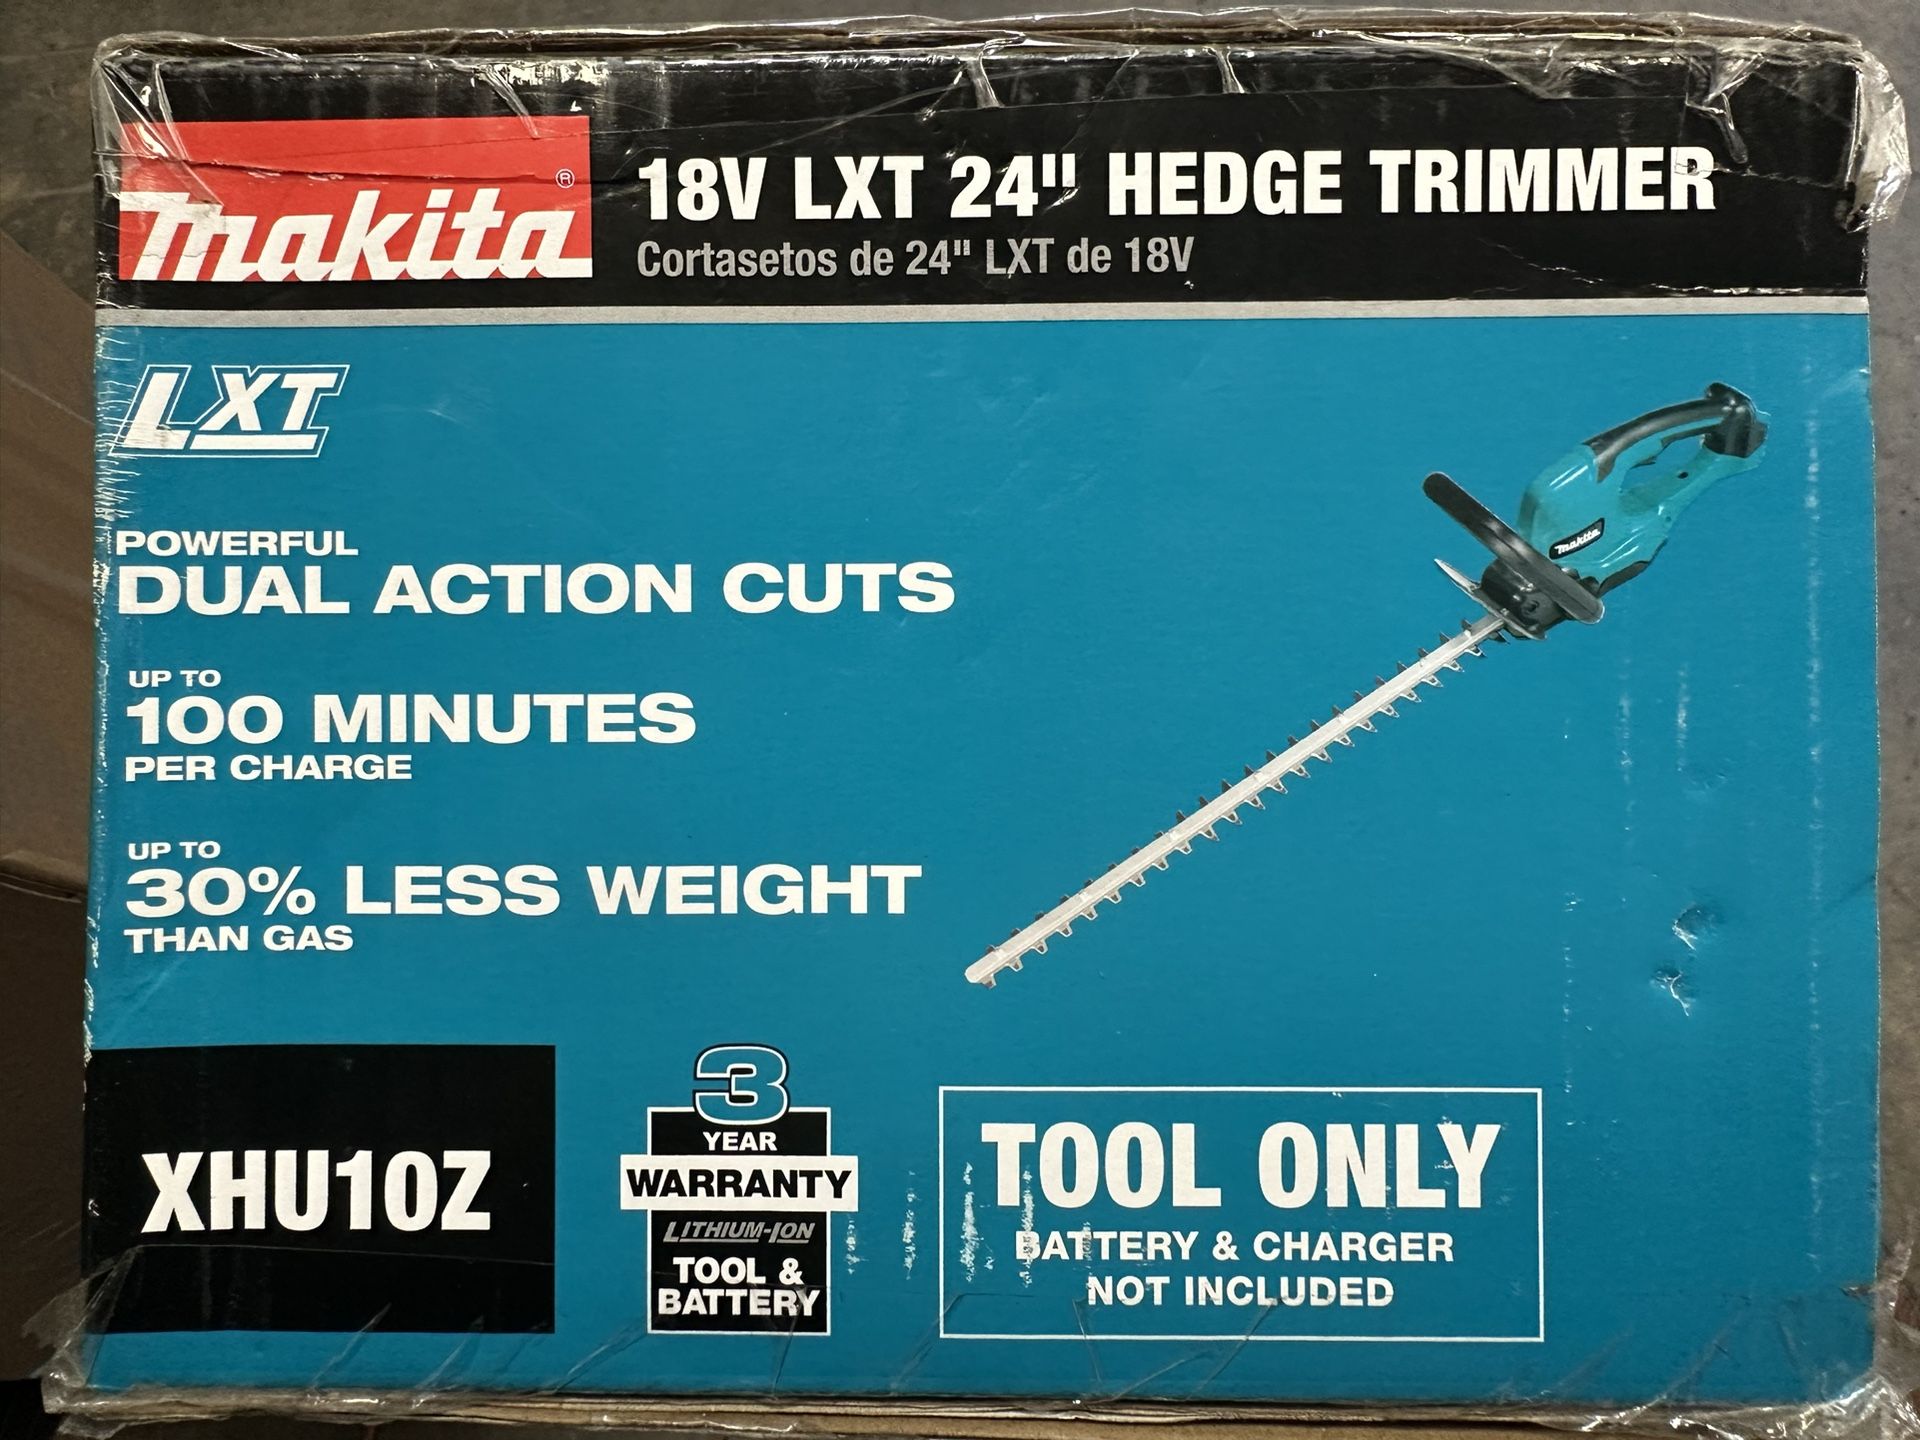 makita®
18V LXT 24" HEDGE TRIMMER
Cortasetos de 24" LXT de 18V
LXT
POWERFUL
DUAL ACTION CUTS
UP TO
100 MINUTES
PER CHARGE
UP TO
30% LESS WEIGHT
THAN GAS
makita
XHU10Z
3
YEAR
WARRANTY
LITHIUM-ION
TOOL &
BATTERY
TOOL ONLY
BATTERY & CHARGER
NOT INCLUDED